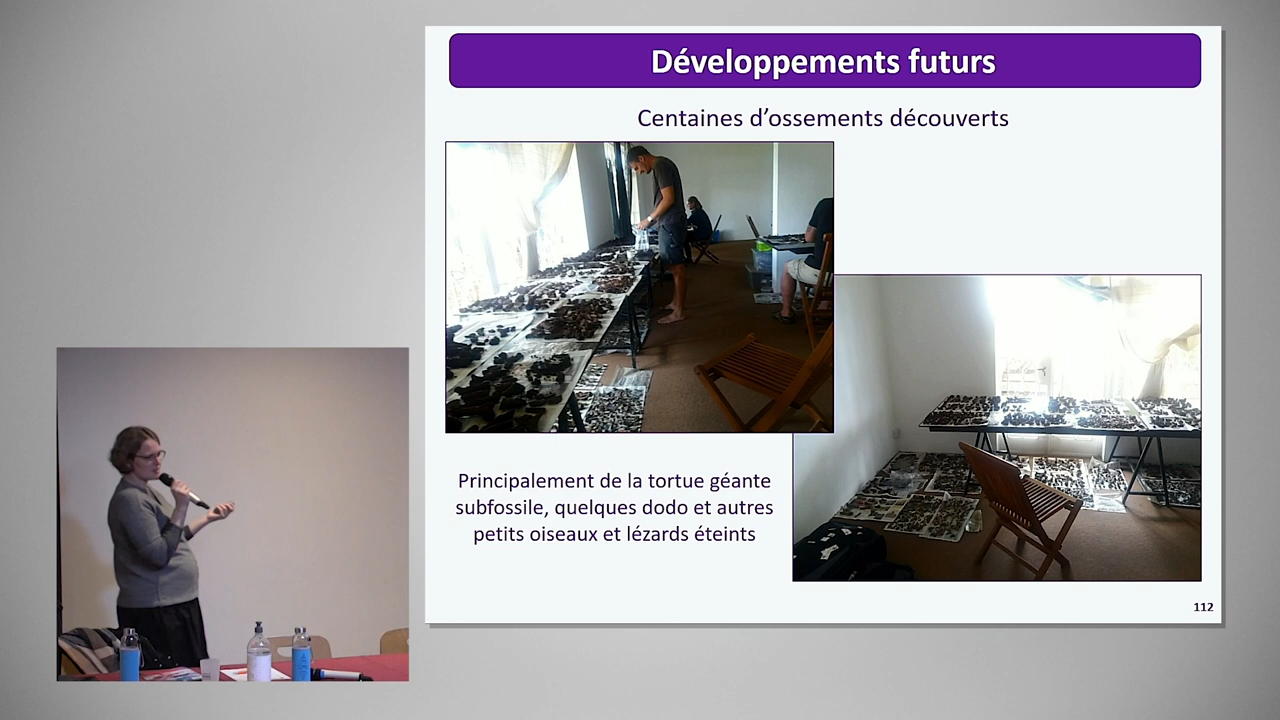 Développements futurs
Centaines d’ossements découverts
Principalement de la tortue géante
subfossile, quelques dodo et autres
petits oiseaux et lézards éteints
112